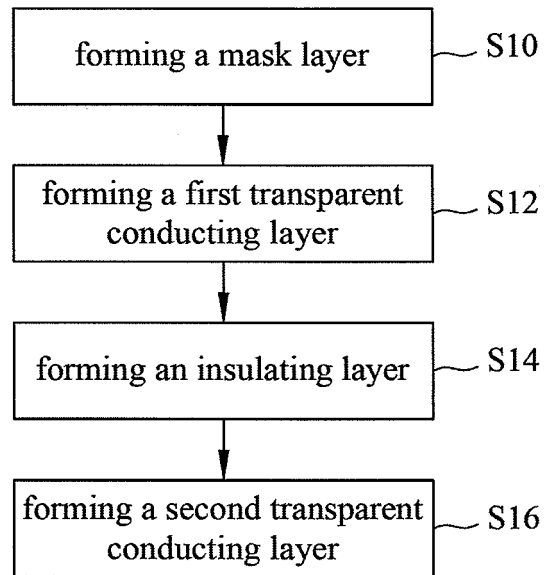 forming a mask layer
S10
forming a first transparent
conducting layer
S12
forming an insulating layer
S14
forming a second transparent
conducting layer
S16